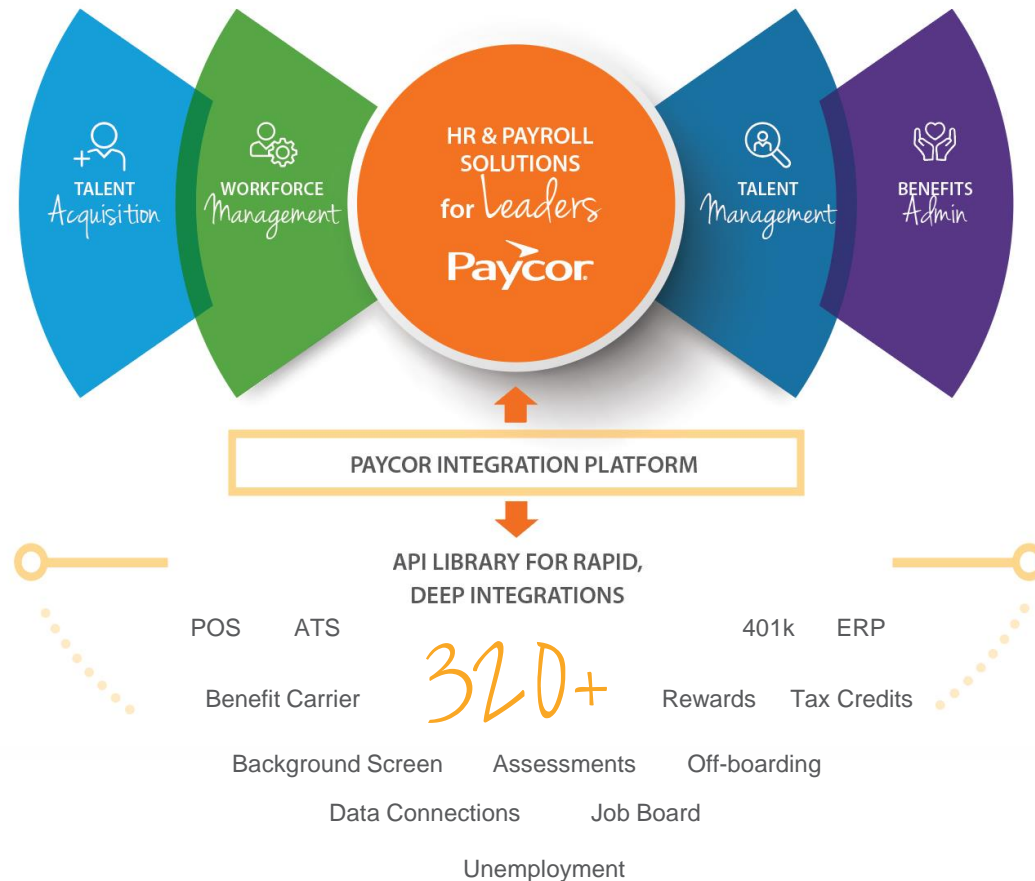 TALENT
Acquisition
WORKFORCE
Management
HR & PAYROLL
SOLUTIONS
for Leaders
Paycor
TALENT
Management
BENEFITS
Admin
PAYCOR INTEGRATION PLATFORM
API LIBRARY FOR RAPID,
DEEP INTEGRATIONS
POS ATS 401k ERP
320+
Benefit Carrier Rewards Tax Credits
Background Screen Assessments Off-boarding
Data Connections Job Board
Unemployment